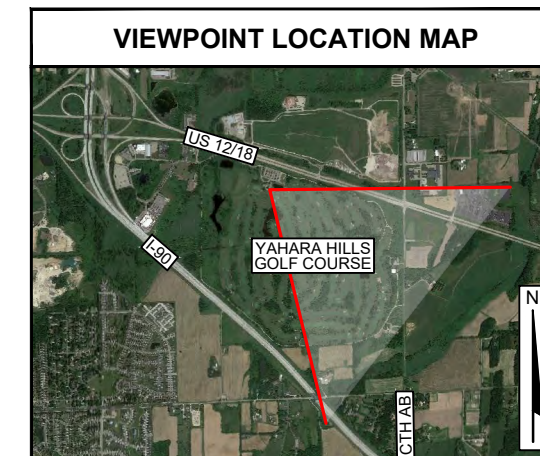 VIEWPOINT LOCATION MAP
US 12/18
I-90
YAHARA HILLS
GOLF COURSE
N
CTH AB